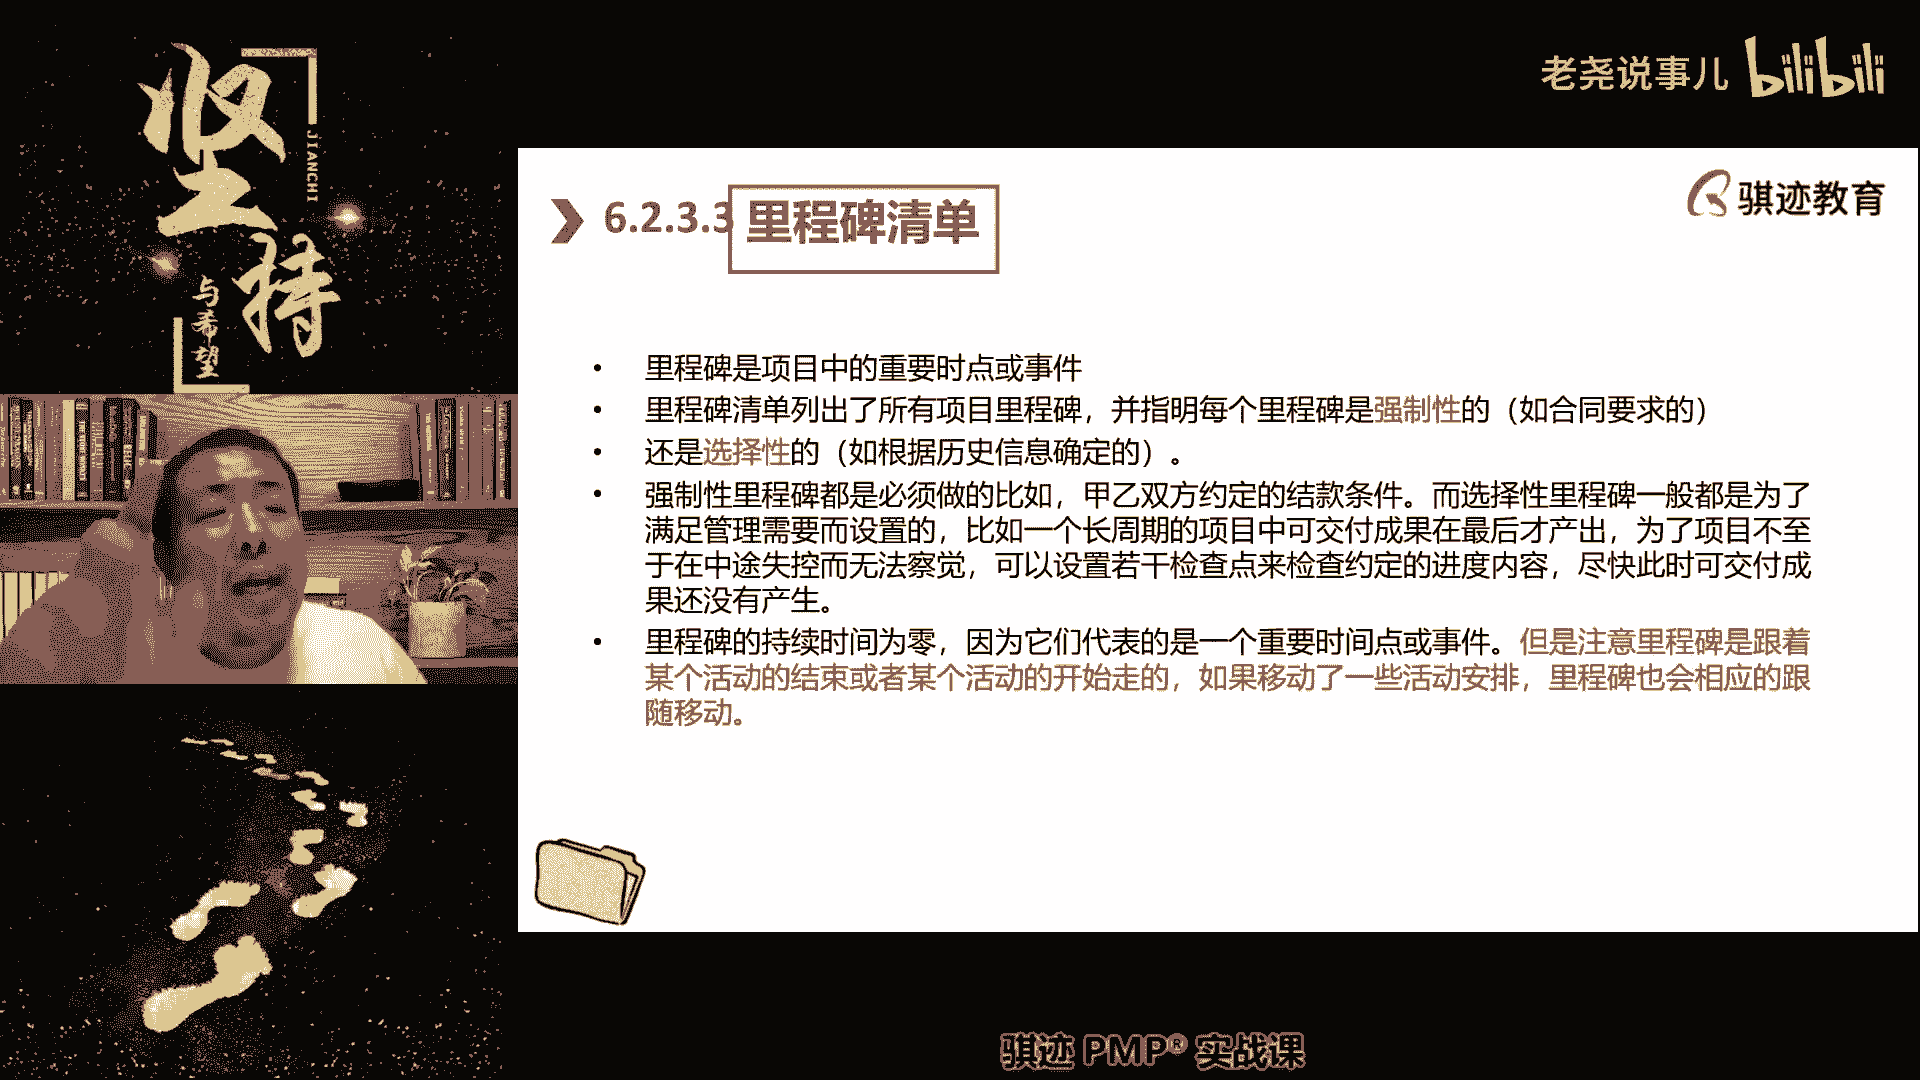 坚持
JIANCHI
与希望
老尧说事儿 bilibili
骐迹教育
6.2.3.3 里程碑清单
• 里程碑是项目中的重要时点或事件
• 里程碑清单列出了所有项目里程碑，并指明每个里程碑是强制性的（如合同要求的）
• 还是选择性的（如根据历史信息确定的）。
• 强制性里程碑都是必须做的比如，甲乙双方约定的结款条件。而选择性里程碑一般都是为了
满足管理需要而设置的，比如一个长周期的项目中可交付成果在最后才产出，为了项目不至
于在中途失控而无法察觉，可以设置若干检查点来检查约定的进度内容，尽快此时可交付成
果还没有产生。
• 里程碑的持续时间为零，因为它们代表的是一个重要时间点或事件。但是注意里程碑是跟着
某个活动的结束或者某个活动的开始走的，如果移动了一些活动安排，里程碑也会相应的跟
随移动。
骐迹 PMP® 实战课